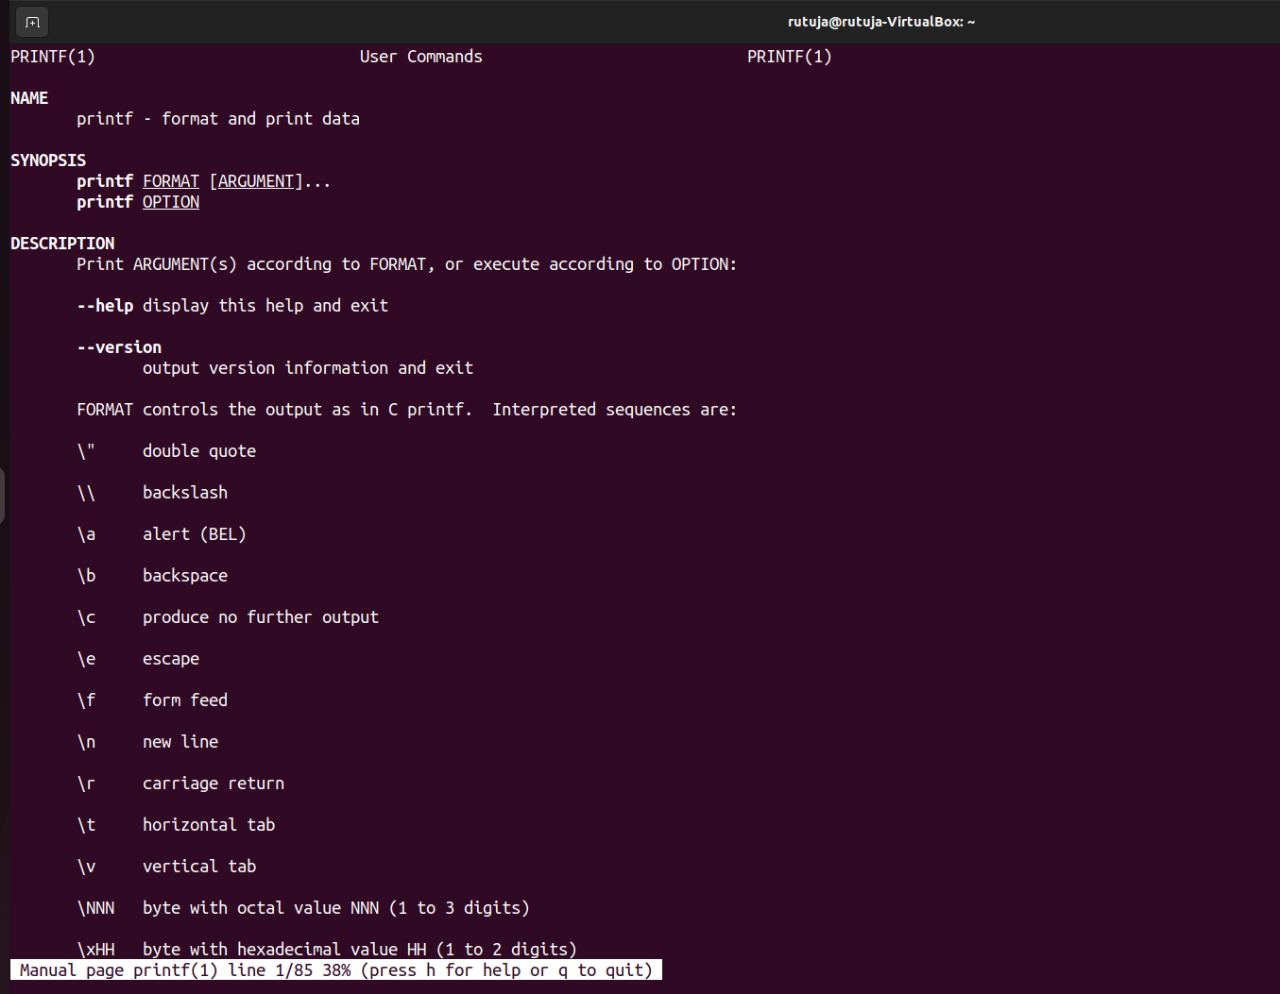 rutuja@rutuja-VirtualBox: ~
PRINTF(1) User Commands PRINTF(1)
NAME
printf - format and print data
SYNOPSIS
printf FORMAT [ARGUMENT]...
printf OPTION
DESCRIPTION
Print ARGUMENT(s) according to FORMAT, or execute according to OPTION:
--help display this help and exit
--version
output version information and exit
FORMAT controls the output as in C printf.  Interpreted sequences are:
\" double quote
\\ backslash
\a alert (BEL)
\b backspace
\c produce no further output
\e escape
\f form feed
\n new line
\r carriage return
\t horizontal tab
\v vertical tab
\NNN byte with octal value NNN (1 to 3 digits)
\xHH byte with hexadecimal value HH (1 to 2 digits)
Manual page printf(1) line 1/85 38% (press h for help or q to quit)